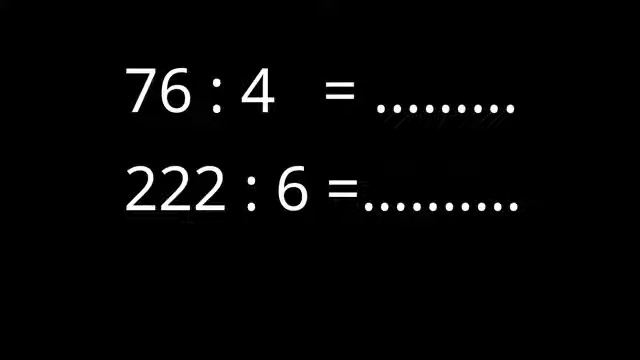 76 : 4 = .........
222 : 6 =..........